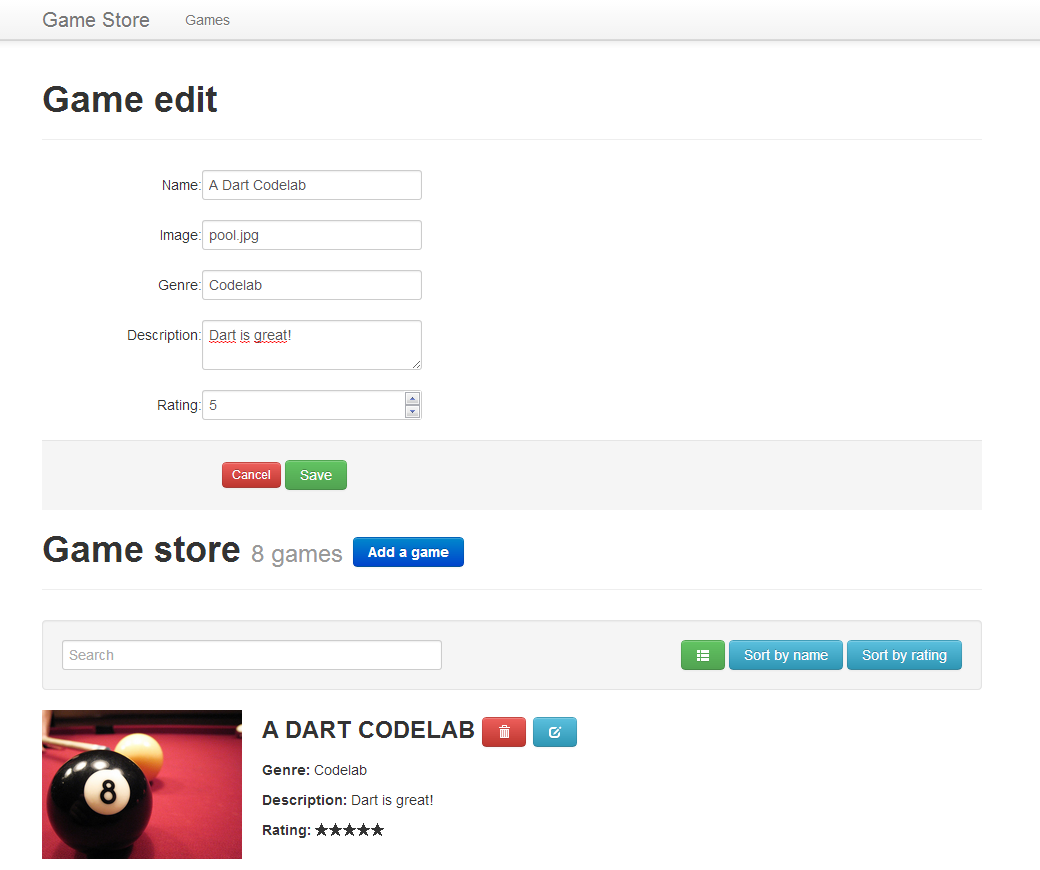 Game Store Games
Game edit
Name: A Dart Codelab
Image: pool.jpg
Genre: Codelab
Description: Dart is great!
Rating: 5
Cancel Save
Game store 8 games Add a game
Search Sort by name Sort by rating
A DART CODELAB
8
Genre: Codelab
Description: Dart is great!
Rating: ★★★★★